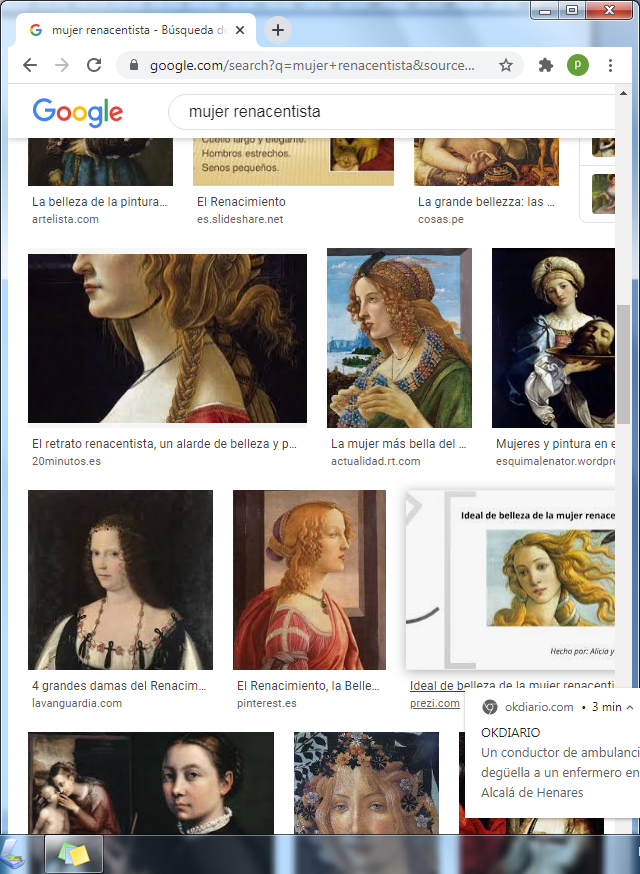 mujer renacentista - Búsqueda de
google.com/search?q=mujer+renacentista&source...
p
Google
mujer renacentista
Cuello largo y elegante.
Hombros estrechos.
Senos pequeños.
La belleza de la pintura...
artelista.com
El Renacimiento
es.slideshare.net
La grande bellezza: las ...
cosas.pe
El retrato renacentista, un alarde de belleza y p...
20minutos.es
La mujer más bella del ...
actualidad.rt.com
Mujeres y pintura en e
esquimalenator.wordpre
Ideal de belleza de la mujer renace
Hecho por: Alicia y
4 grandes damas del Renacim...
lavanguardia.com
El Renacimiento, la Belle...
pinterest.es
Ideal de belleza de la mujer renacenti
prezi.com
okdiario.com • 3 min
OKDIARIO
Un conductor de ambulanci
degüella a un enfermero en
Alcalá de Henares